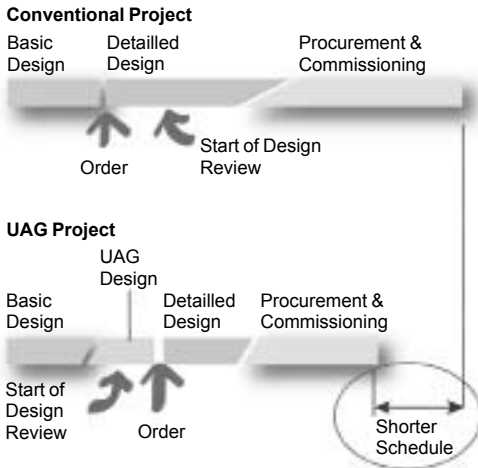 Conventional Project
Basic
Design
Detailled
Design
Procurement &
Commissioning
Order
Start of Design
Review
UAG Project
UAG
Design
Basic
Design
Detailled
Design
Procurement &
Commissioning
Start of
Design
Review
Order
Shorter
Schedule